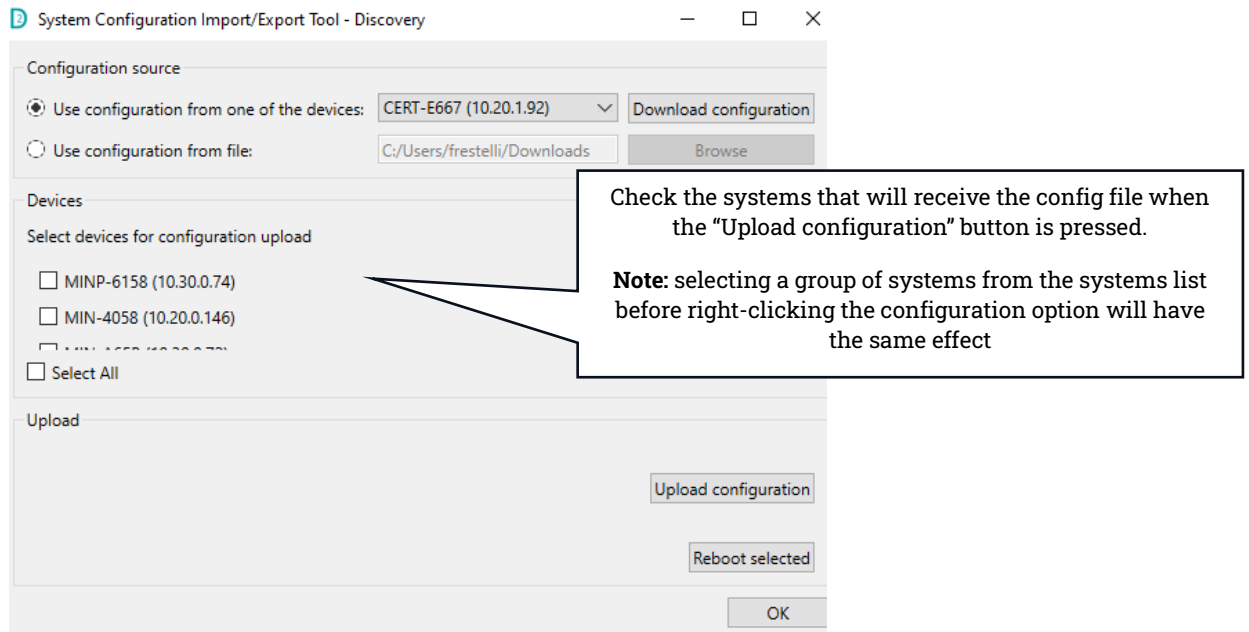 System Configuration Import/Export Tool - Discovery
Configuration source
Use configuration from one of the devices: CERT-E667 (10.20.1.92) Download configuration
Use configuration from file: C:/Users/frestelli/Downloads Browse
Devices
Select devices for configuration upload
MINP-6158 (10.30.0.74)
MIN-4058 (10.20.0.146)
Select All
Check the systems that will receive the config file when
the “Upload configuration” button is pressed.
Note: selecting a group of systems from the systems list
before right-clicking the configuration option will have
the same effect
Upload
Upload configuration
Reboot selected
OK